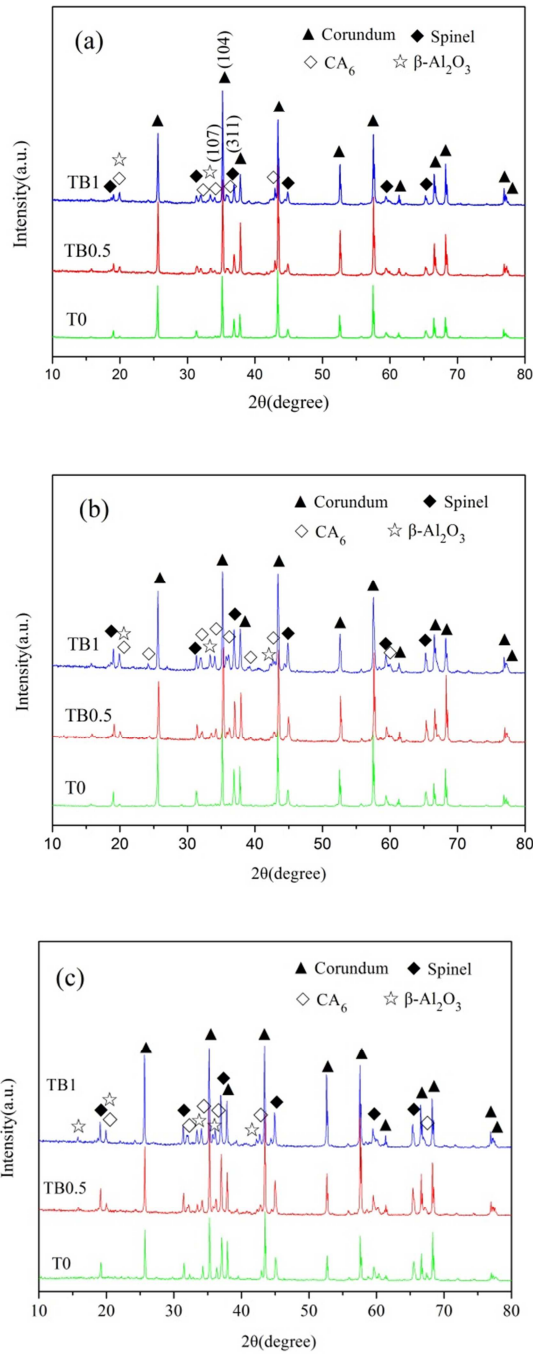 (a)
▲ Corundum ◆ Spinel
◇ CA₆ ☆ β-Al₂O₃
(104)
(107)
(311)
TB1
TB0.5
T0
Intensity(a.u.)
10 20 30 40 50 60 70 80
2θ(degree)
(b)
▲ Corundum ◆ Spinel
◇ CA₆ ☆ β-Al₂O₃
TB1
TB0.5
T0
Intensity(a.u.)
10 20 30 40 50 60 70 80
2θ(degree)
(c)
▲ Corundum ◆ Spinel
◇ CA₆ ☆ β-Al₂O₃
TB1
TB0.5
T0
Intensity(a.u.)
10 20 30 40 50 60 70 80
2θ(degree)